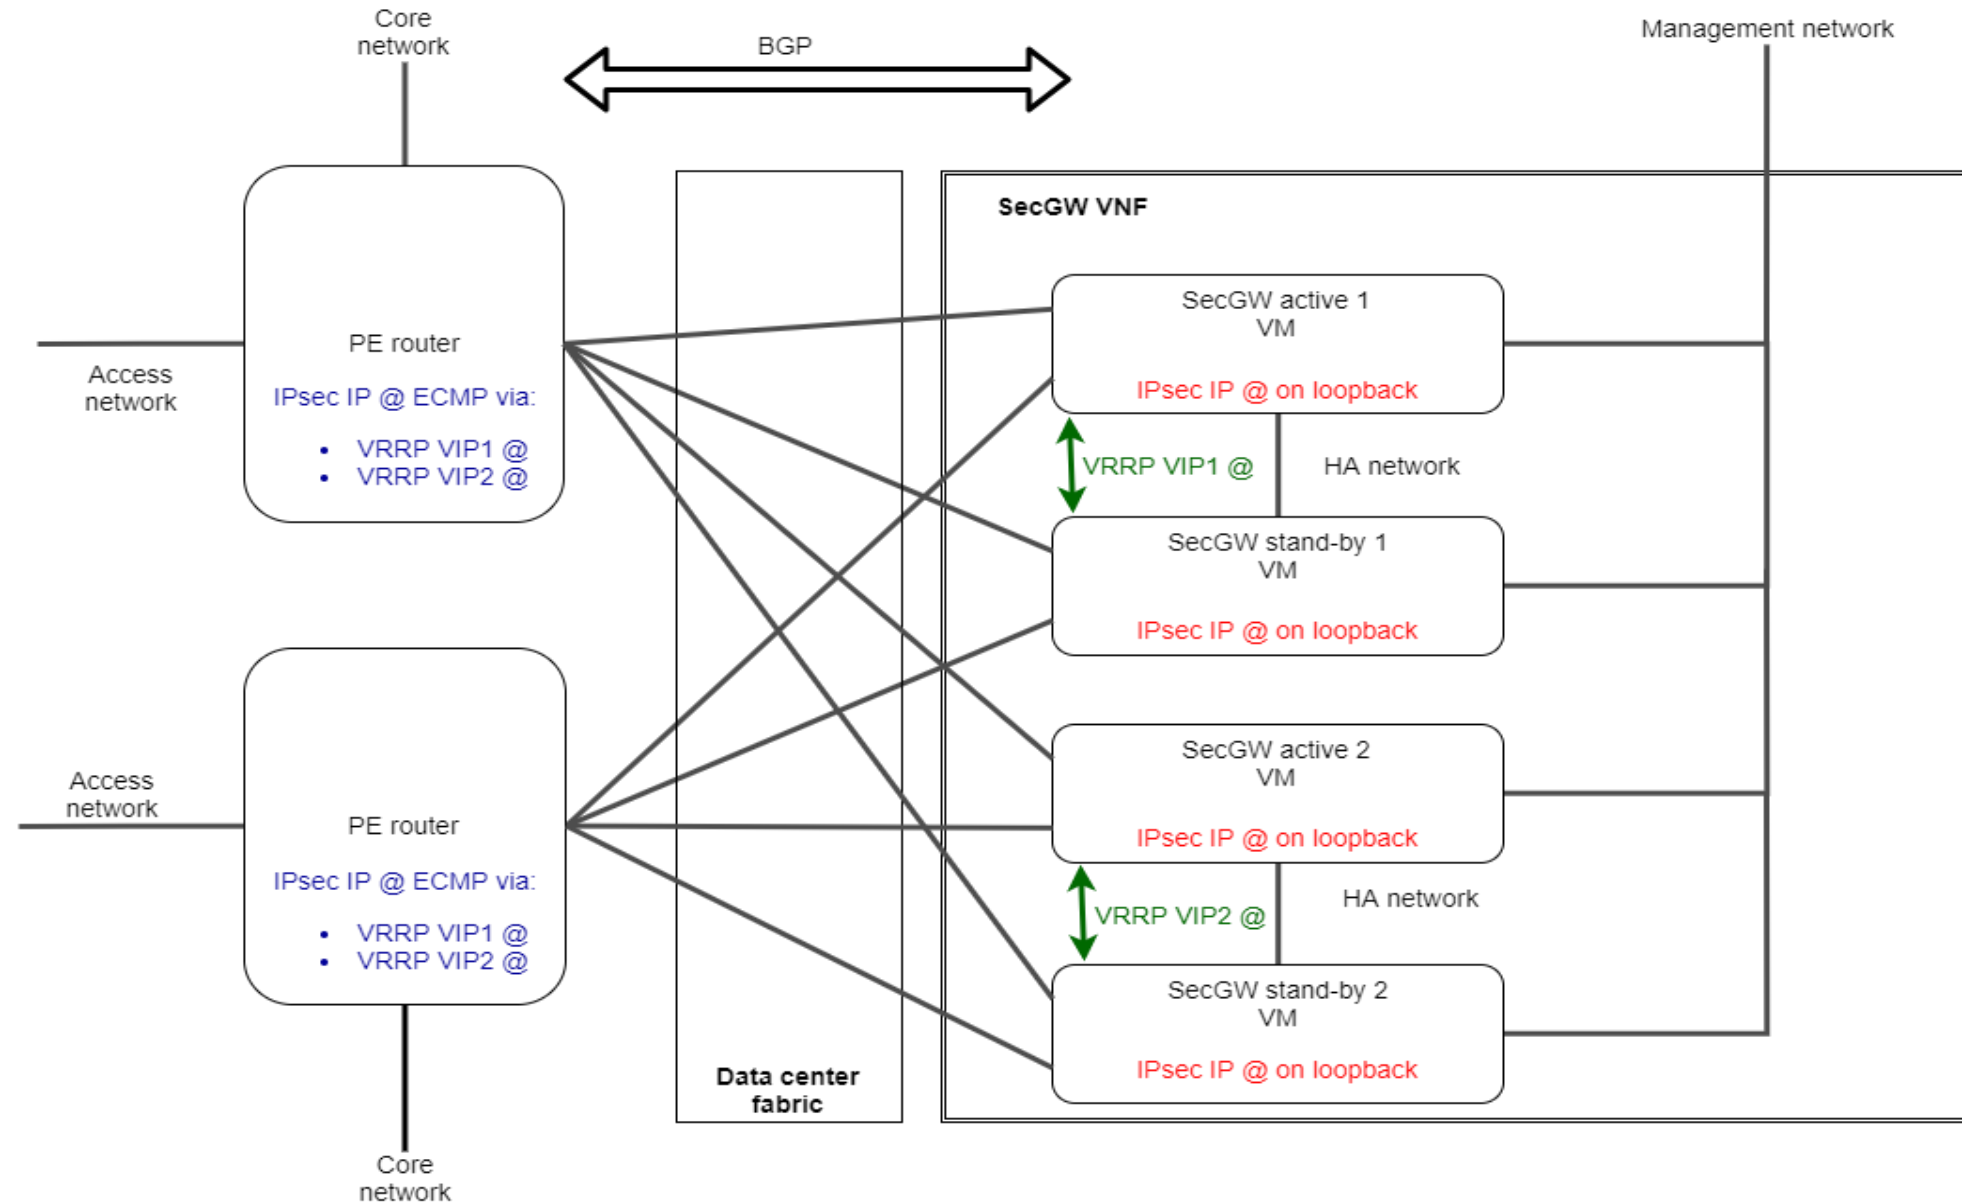 Core
network
BGP
Management network
SecGW VNF
PE router
IPsec IP @ ECMP via:
• VRRP VIP1 @
• VRRP VIP2 @
Access
network
SecGW active 1
VM
IPsec IP @ on loopback
VRRP VIP1 @
HA network
SecGW stand-by 1
VM
IPsec IP @ on loopback
Access
network
PE router
IPsec IP @ ECMP via:
• VRRP VIP1 @
• VRRP VIP2 @
SecGW active 2
VM
IPsec IP @ on loopback
VRRP VIP2 @
HA network
SecGW stand-by 2
VM
IPsec IP @ on loopback
Data center
fabric
Core
network